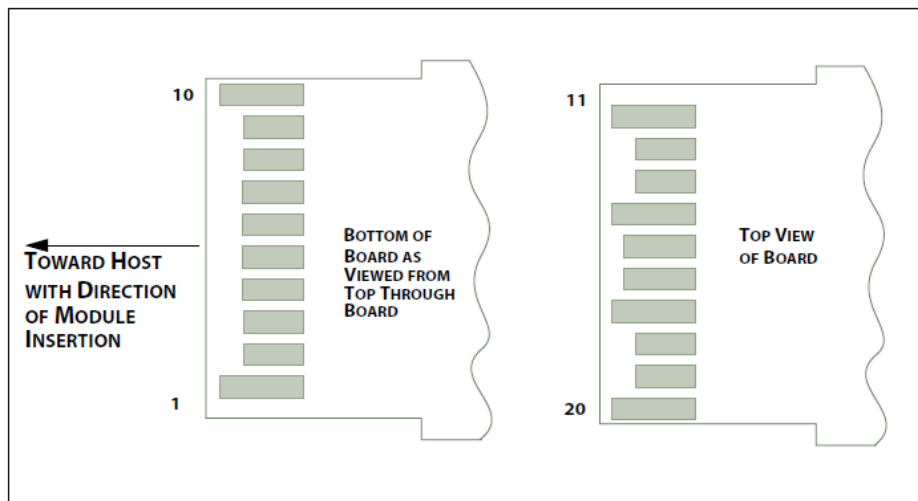 10
1
TOWARD HOST
WITH DIRECTION
OF MODULE
INSERTION
BOTTOM OF
BOARD AS
VIEWED FROM
TOP THROUGH
BOARD
11
20
TOP VIEW
OF BOARD